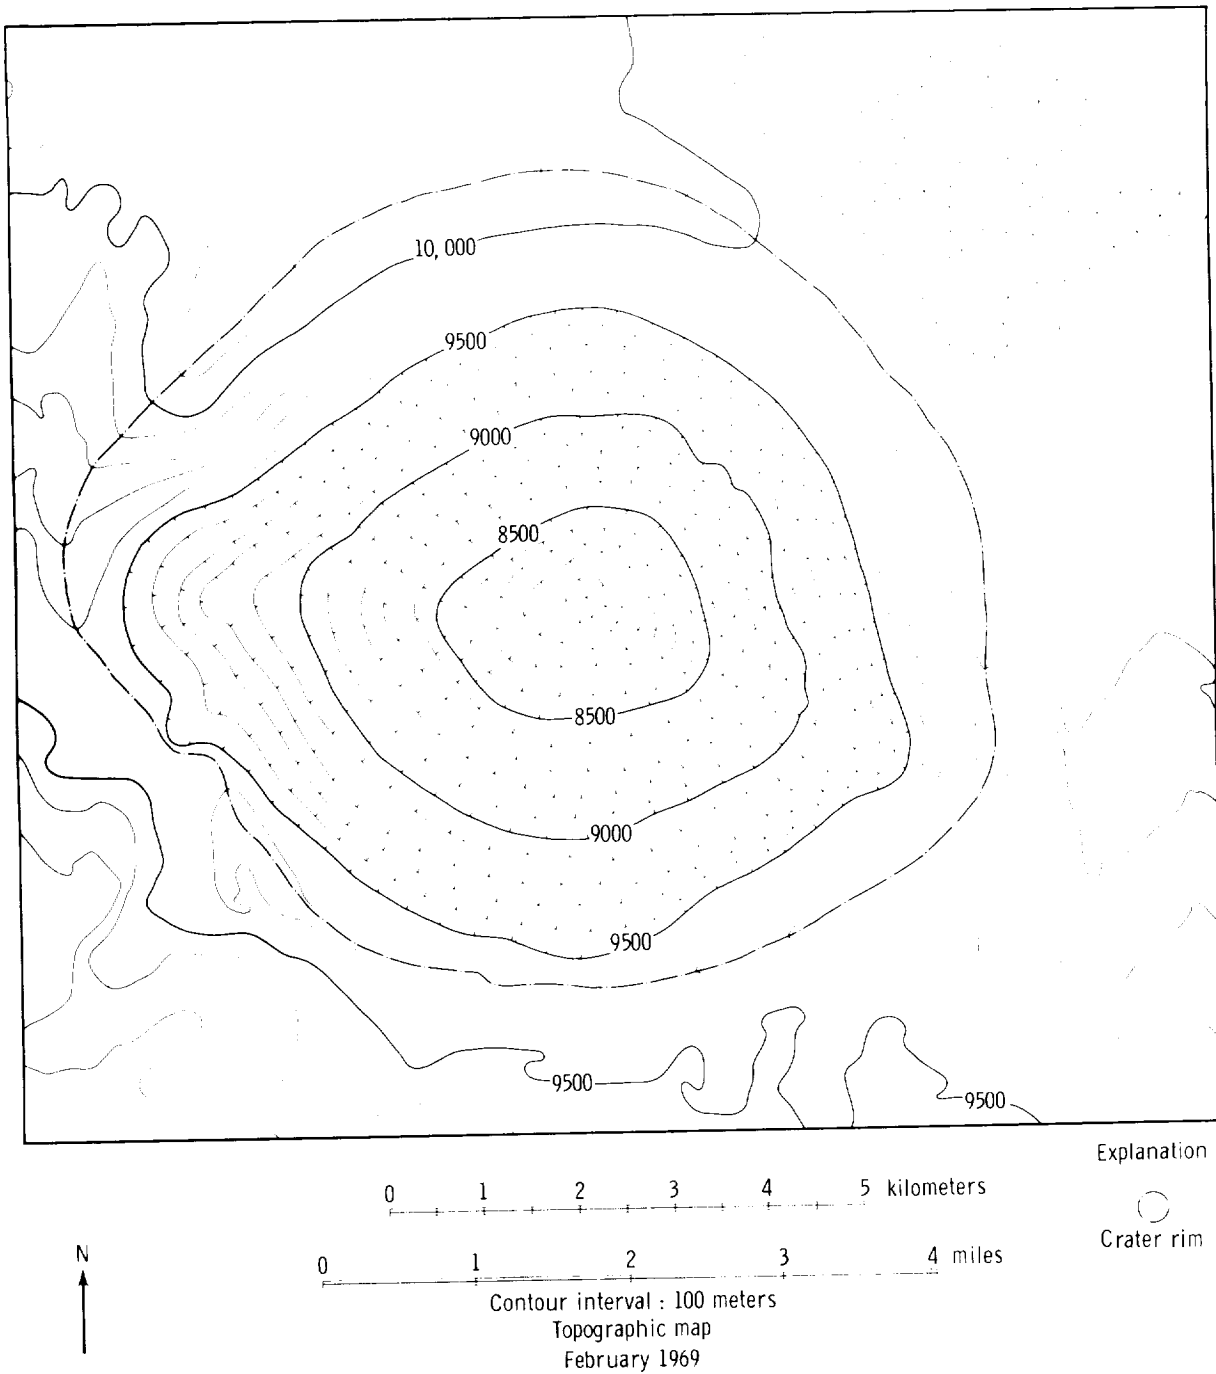 10,000
9500
9000
8500
8500
9000
9500
9500
9500
Explanation
Crater rim
0 1 2 3 4 5 kilometers
N
0 1 2 3 4 miles
Contour interval : 100 meters
Topographic map
February 1969